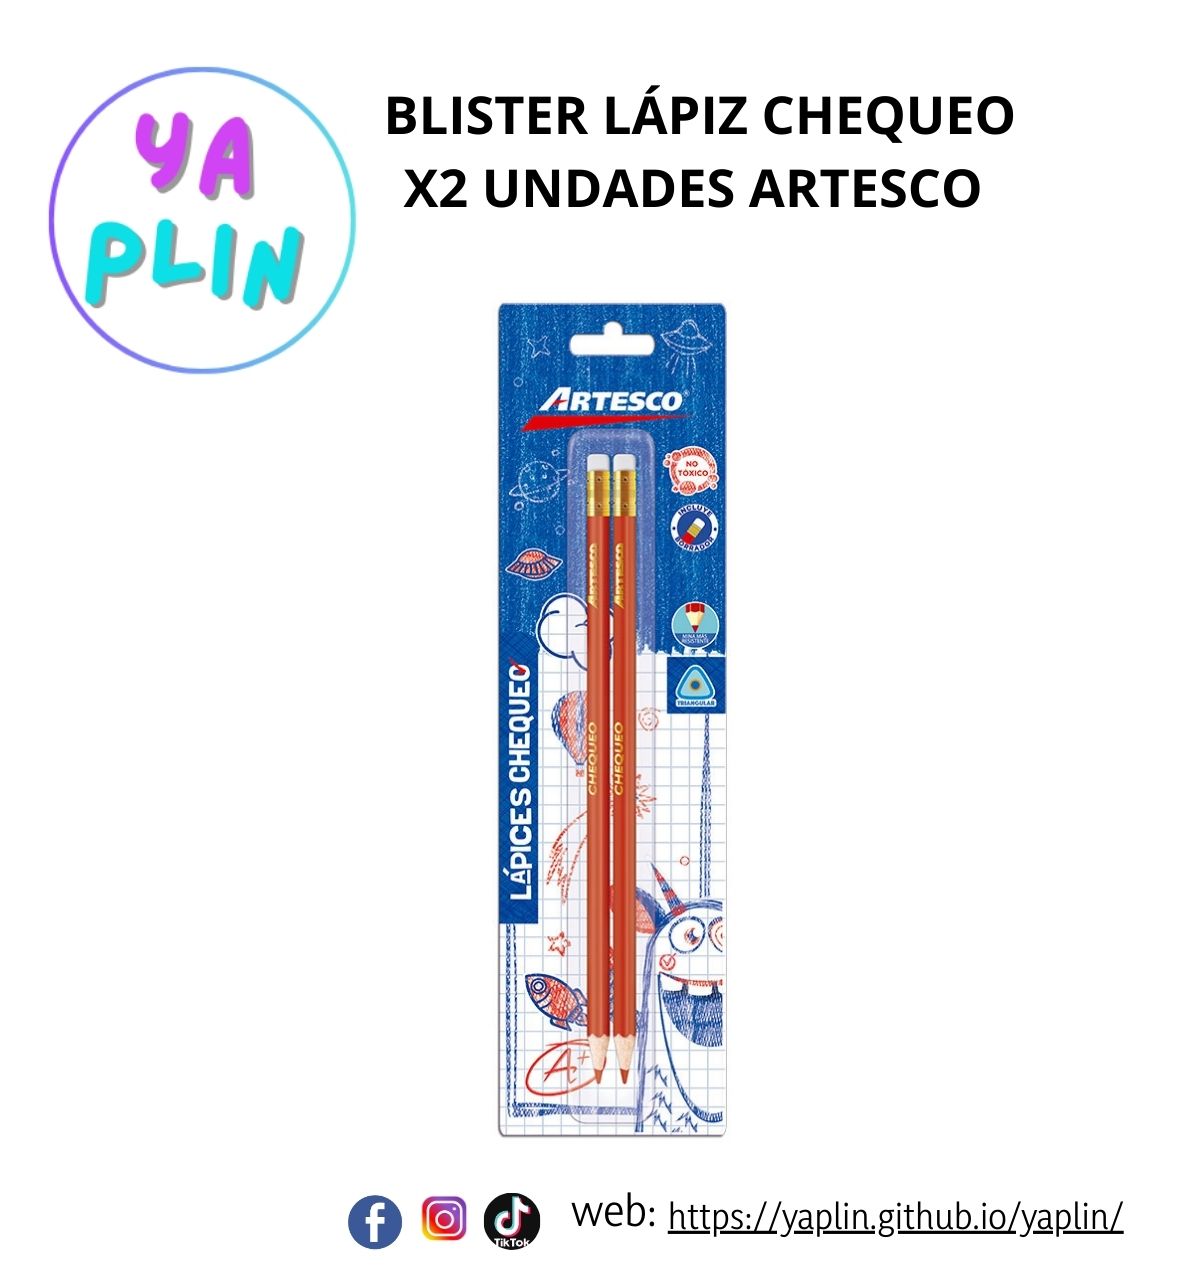 YA
PLIN
BLISTER LÁPIZ CHEQUEO
X2 UNDADES ARTESCO
ARTESCO®
NO
TÓXICO
INCLUYE
BORRADOR
ARTESCO
ARTESCO
MINA MÁS
RESISTENTE
TRIANGULAR
LÁPICES CHEQUEO
CHEQUEO
CHEQUEO
A+
TikTok
web: https://yaplin.github.io/yaplin/